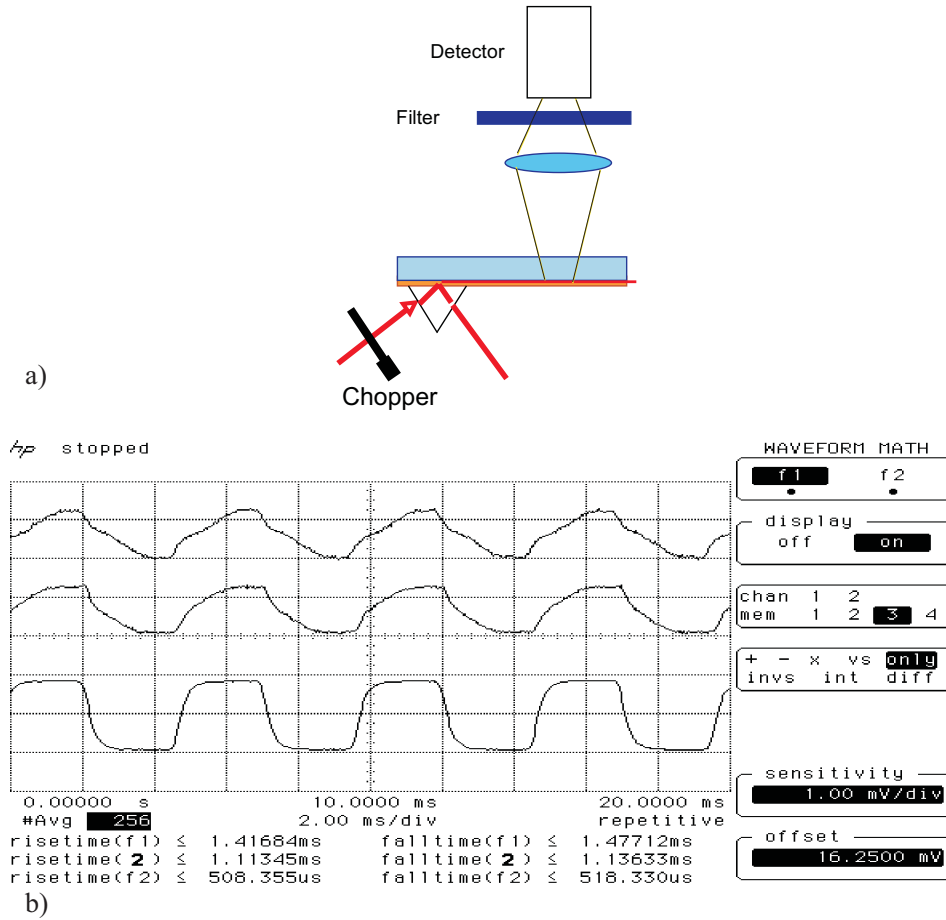 Detector
Filter
Chopper
a)
hp stopped
WAVEFORM MATH
f1 f2
display
off on
chan 1 2
mem 1 2 3 4
+ - x vs only
invs int diff
sensitivity
1.00 mV/div
offset
16.2500 mV
0.00000 s 10.0000 ms 20.0000 ms
#Avg 256 2.00 ms/div repetitive
risetime(f1) ≤ 1.41684ms falltime(f1) ≤ 1.47712ms
risetime(2) ≤ 1.11345ms falltime(2) ≤ 1.13633ms
risetime(f2) ≤ 508.355us falltime(f2) ≤ 518.330us
b)